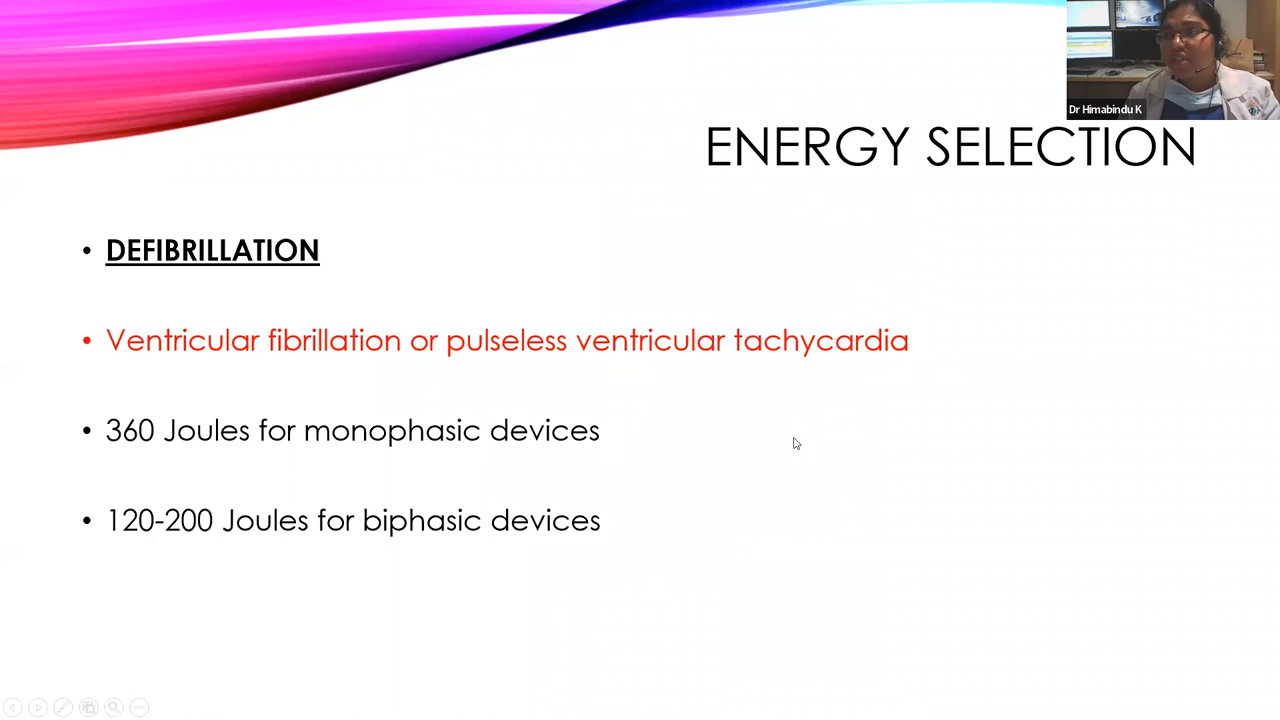 Dr Himabindu K
ENERGY SELECTION
• DEFIBRILLATION
• Ventricular fibrillation or pulseless ventricular tachycardia
• 360 Joules for monophasic devices
• 120-200 Joules for biphasic devices